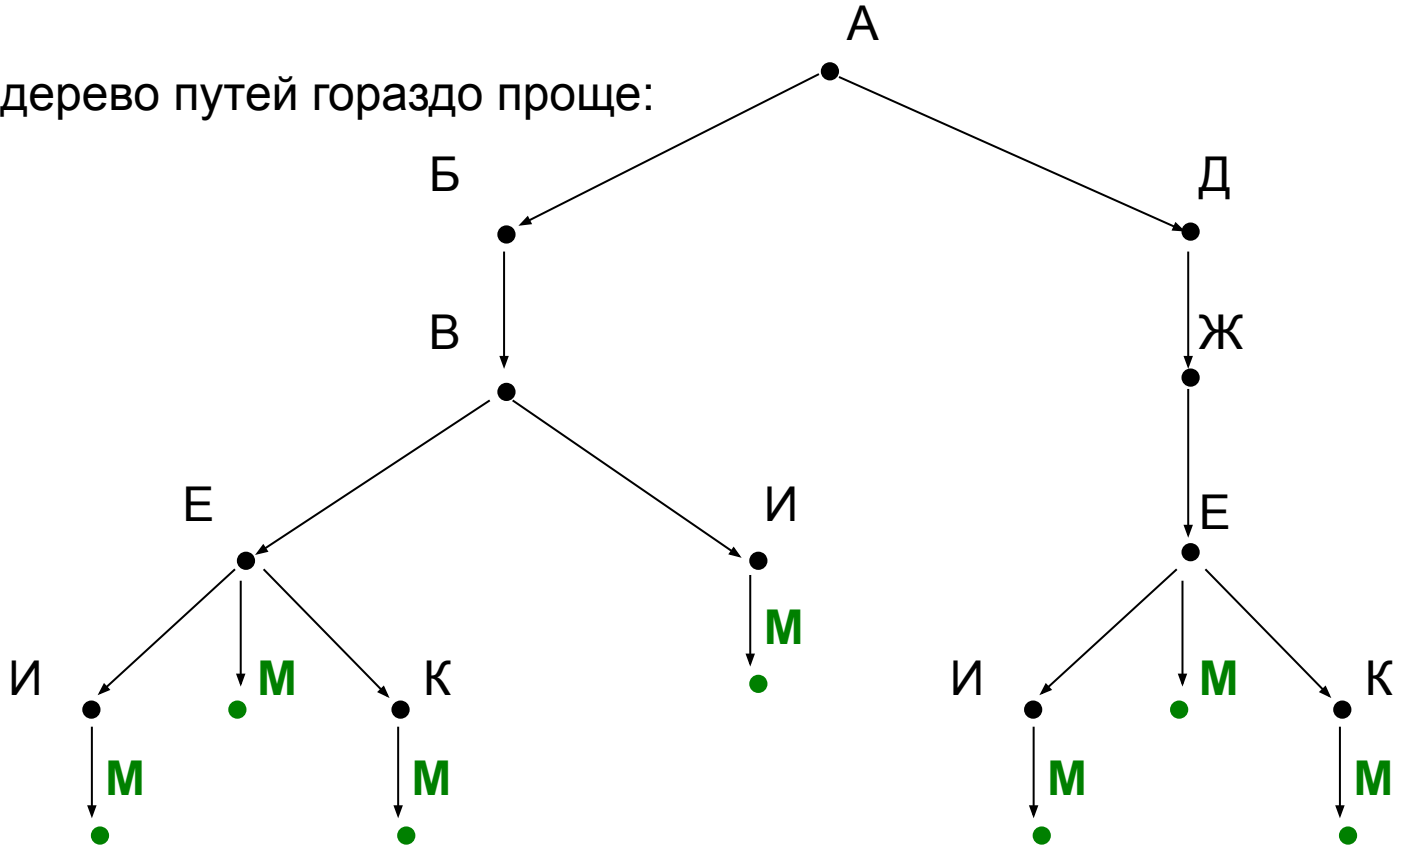 А
дерево путей гораздо проще:
Б Д
В Ж
Е И Е
М
И М К И М К
М М М М